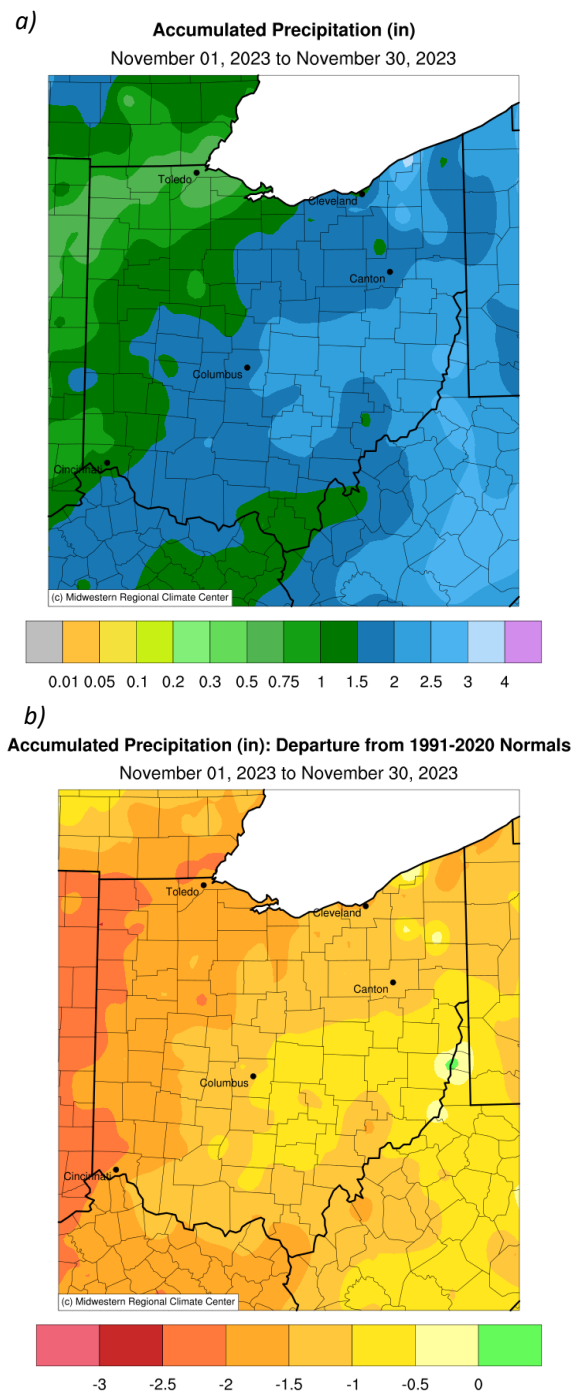 a)
Accumulated Precipitation (in)
November 01, 2023 to November 30, 2023
Toledo
Cleveland
Canton
Columbus
Cincinnati
(c) Midwestern Regional Climate Center
0.01 0.05 0.1 0.2 0.3 0.5 0.75 1 1.5 2 2.5 3 4
b)
Accumulated Precipitation (in): Departure from 1991-2020 Normals
November 01, 2023 to November 30, 2023
Toledo
Cleveland
Canton
Columbus
Cincinnati
(c) Midwestern Regional Climate Center
-3 -2.5 -2 -1.5 -1 -0.5 0